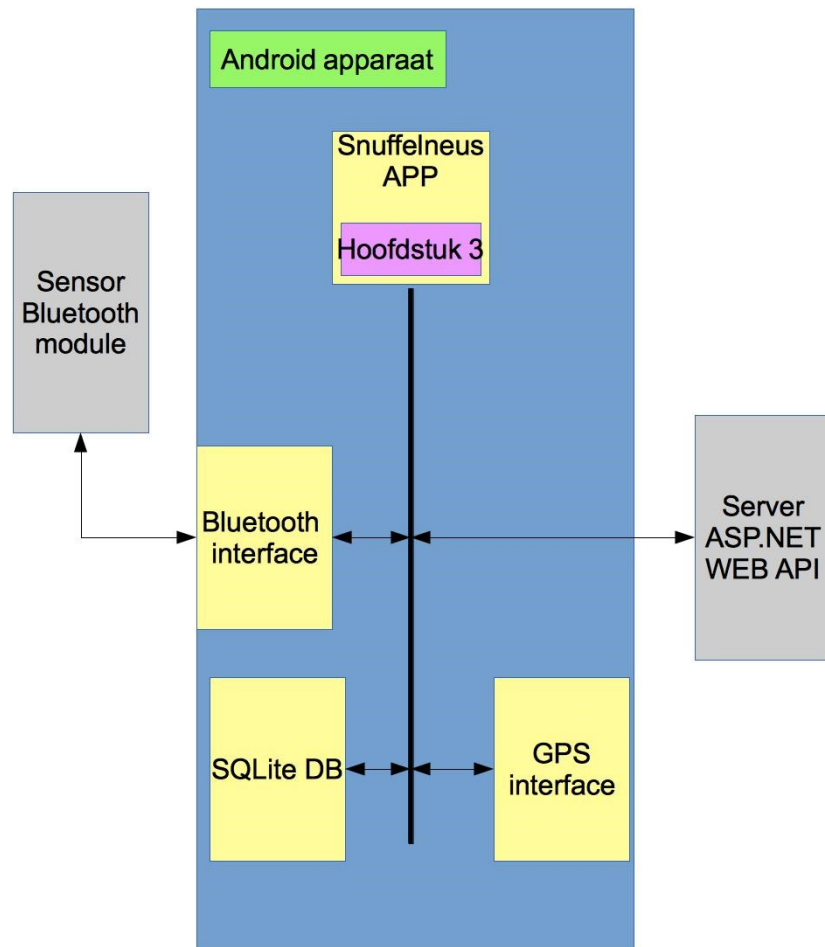 Android apparaat
Snuffelneus
APP
Hoofdstuk 3
Sensor
Bluetooth
module
Bluetooth
interface
Server
ASP.NET
WEB API
SQLite DB
GPS
interface